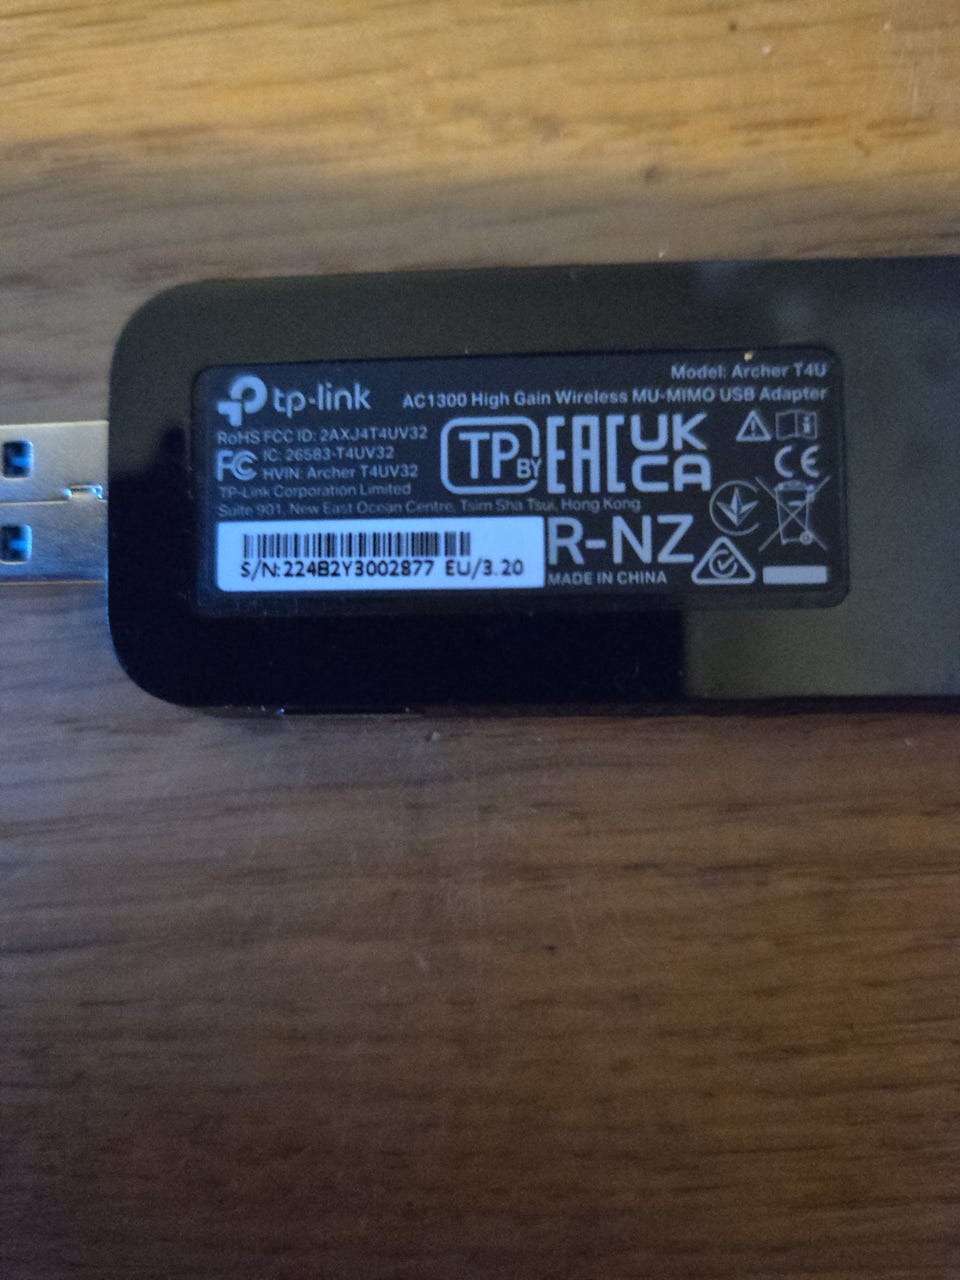 Model: Archer T4U
tp-link AC1300 High Gain Wireless MU-MIMO USB Adapter
RoHS FCC ID: 2AXJ4T4UV32
FC IC: 26583-T4UV32
HVIN: Archer T4UV32
TP-Link Corporation Limited
Suite 901, New East Ocean Centre, Tsim Sha Tsui, Hong Kong
TP BY
EAC
UK
CA
CE
R-NZ
MADE IN CHINA
S/N:224B2Y3002877 EU/3.20